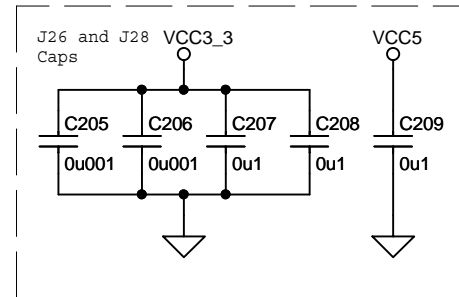 J26 and J28 VCC3_3 VCC5
Caps
C205 C206 C207 C208 C209
0u001 0u001 0u1 0u1 0u1